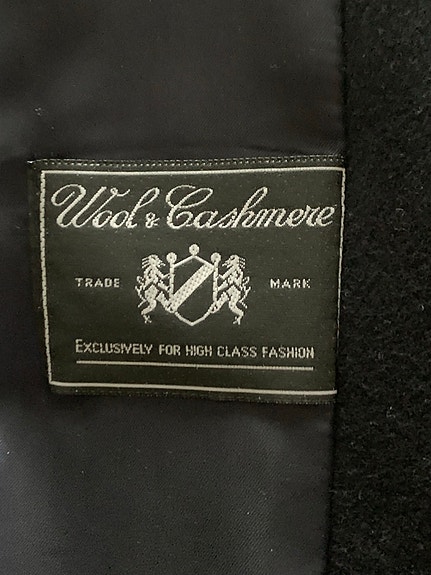 Wool & Cashmere
TRADE MARK
EXCLUSIVELY FOR HIGH CLASS FASHION